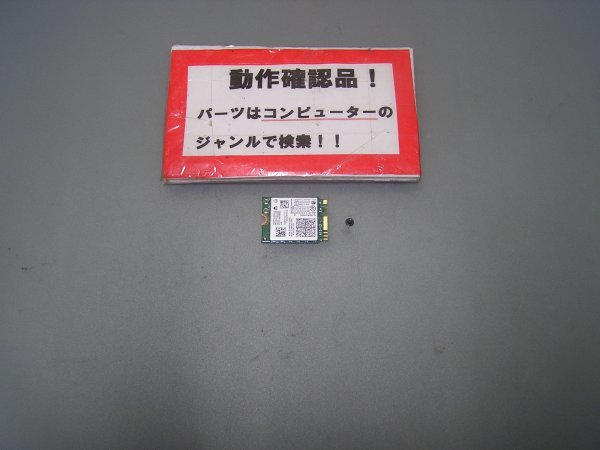 動作確認品！
パーツはコンピューターの
ジャンルで検索！！